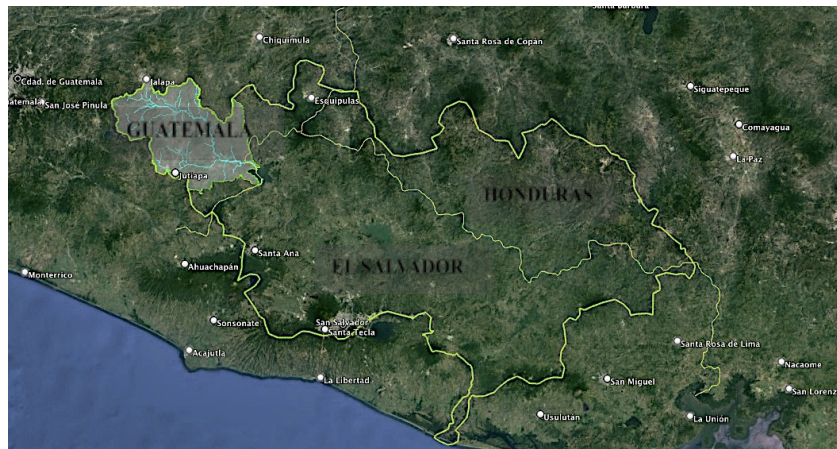 Santa Bárbara
Chiquimula
Santa Rosa de Copán
Cdad. de Guatemala
Jalapa
Siguatepeque
Esquipulas
San José Pinula
Comayagua
GUATEMALA
La Paz
Jutiapa
HONDURAS
Santa Ana
EL SALVADOR
Ahuachapán
Monterrico
Sonsonate
San Salvador
Santa Tecla
Santa Rosa de Lima
Acajutla
Nacaome
La Libertad
San Miguel
San Lorenz
Usulutan
La Unión